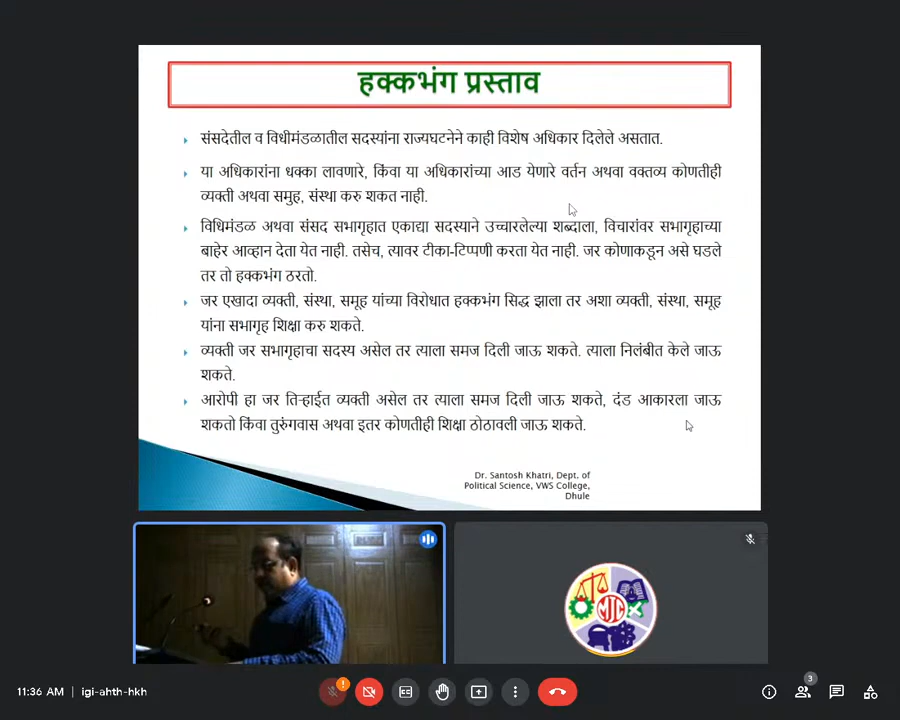 हक्कभंग प्रस्ताव
संसदेतील व विधीमंडळातील सदस्यांना राज्यघटनेने काही विशेष अधिकार दिलेले असतात.
या अधिकारांना धक्का लावणारे, किंवा या अधिकारांच्या आड येणारे वर्तन अथवा वक्तव्य कोणतीही
व्यक्ती अथवा समुह, संस्था करु शकत नाही.
विधिमंडळ अथवा संसद सभागृहात एकाद्या सदस्याने उच्चारलेल्या शब्दाला, विचारांवर सभागृहाच्या
बाहेर आव्हान देता येत नाही. तसेच, त्यावर टीका-टिप्पणी करता येत नाही. जर कोणाकडून असे घडले
तर तो हक्कभंग ठरतो.
जर एखादा व्यक्ती, संस्था, समूह यांच्या विरोधात हक्कभंग सिद्ध झाला तर अशा व्यक्ती, संस्था, समूह
यांना सभागृह शिक्षा करु शकते.
व्यक्ती जर सभागृहाचा सदस्य असेल तर त्याला समज दिली जाऊ शकते. त्याला निलंबीत केले जाऊ
शकते.
आरोपी हा जर तिऱ्हाईत व्यक्ती असेल तर त्याला समज दिली जाऊ शकते, दंड आकारला जाऊ
शकतो किंवा तुरुंगवास अथवा इतर कोणतीही शिक्षा ठोठावली जाऊ शकते.
Dr. Santosh Khatri, Dept. of
Political Science, VWS College,
Dhule
MJC
11:36 AM | igi-ahth-hkh
3